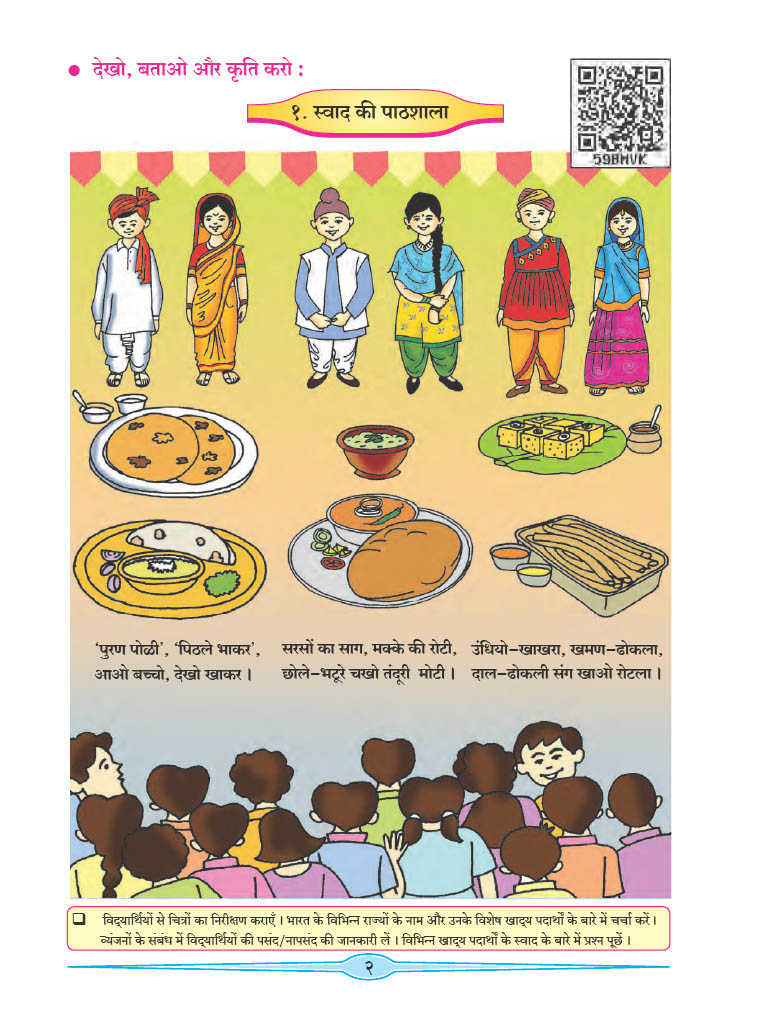 ● देखो, बताओ और कृति करो :
१. स्वाद की पाठशाला
59BMVK
‘पुरण पोळी’, ‘पिठले भाकर’,
आओ बच्चो, देखो खाकर ।
सरसों का साग, मक्के की रोटी,
छोले–भटूरे चखो तंदूरी मोटी ।
उंधियो–खाखरा, खमण–ढोकला,
दाल–ढोकली संग खाओ रोटला ।
❑ विद्यार्थियों से चित्रों का निरीक्षण कराएँ । भारत के विभिन्न राज्यों के नाम और उनके विशेष खाद्य पदार्थों के बारे में चर्चा करें ।
व्यंजनों के संबंध में विद्यार्थियों की पसंद/नापसंद की जानकारी लें । विभिन्न खाद्य पदार्थों के स्वाद के बारे में प्रश्न पूछें ।
२